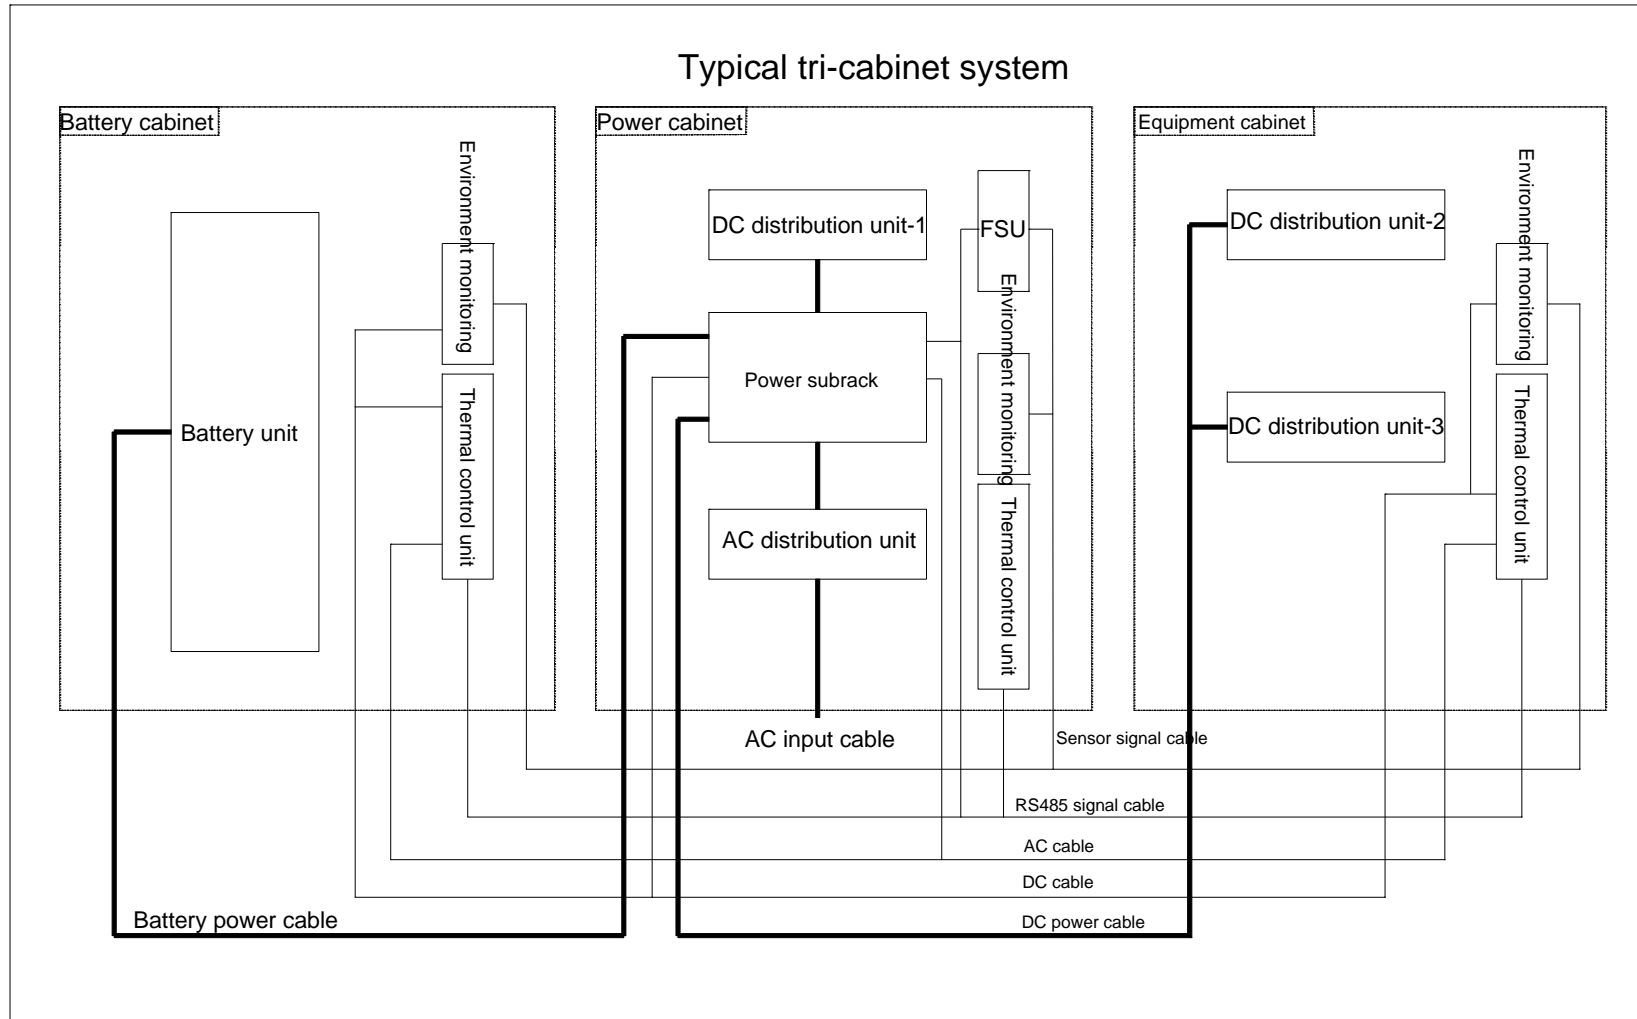 Typical tri-cabinet system
Battery cabinet
Environment monitoring
Battery unit
Thermal control unit
Power cabinet
DC distribution unit-1
FSU
Environment monitoring
Power subrack
AC distribution unit
Thermal control unit
Equipment cabinet
DC distribution unit-2
Environment monitoring
DC distribution unit-3
Thermal control unit
AC input cable
Sensor signal cable
RS485 signal cable
AC cable
DC cable
Battery power cable
DC power cable